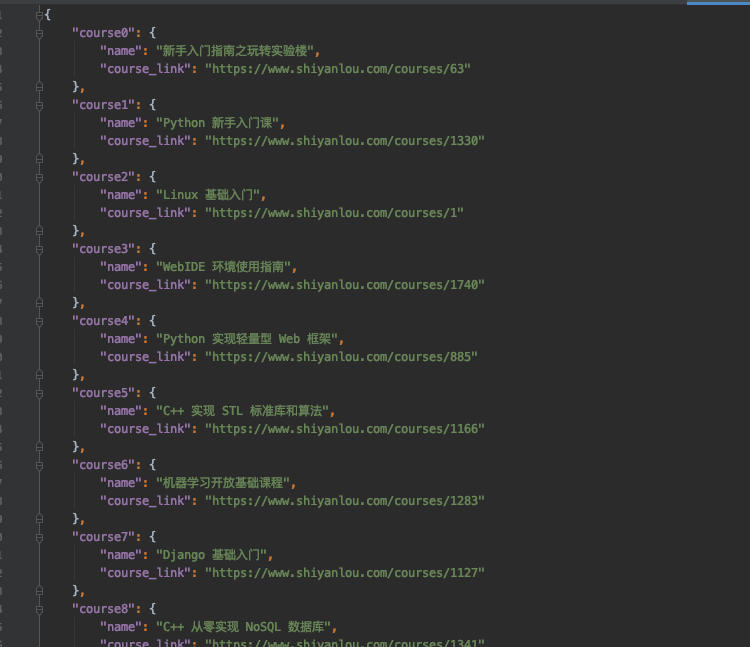 {
"course0": {
"name": "新手入门指南之玩转实验楼",
"course_link": "https://www.shiyanlou.com/courses/63"
},
"course1": {
"name": "Python 新手入门课",
"course_link": "https://www.shiyanlou.com/courses/1330"
},
"course2": {
"name": "Linux 基础入门",
"course_link": "https://www.shiyanlou.com/courses/1"
},
"course3": {
"name": "WebIDE 环境使用指南",
"course_link": "https://www.shiyanlou.com/courses/1740"
},
"course4": {
"name": "Python 实现轻量型 Web 框架",
"course_link": "https://www.shiyanlou.com/courses/885"
},
"course5": {
"name": "C++ 实现 STL 标准库和算法",
"course_link": "https://www.shiyanlou.com/courses/1166"
},
"course6": {
"name": "机器学习开放基础课程",
"course_link": "https://www.shiyanlou.com/courses/1283"
},
"course7": {
"name": "Django 基础入门",
"course_link": "https://www.shiyanlou.com/courses/1127"
},
"course8": {
"name": "C++ 从零实现 NoSQL 数据库",
"course_link": "https://www.shiyanlou.com/courses/1341"